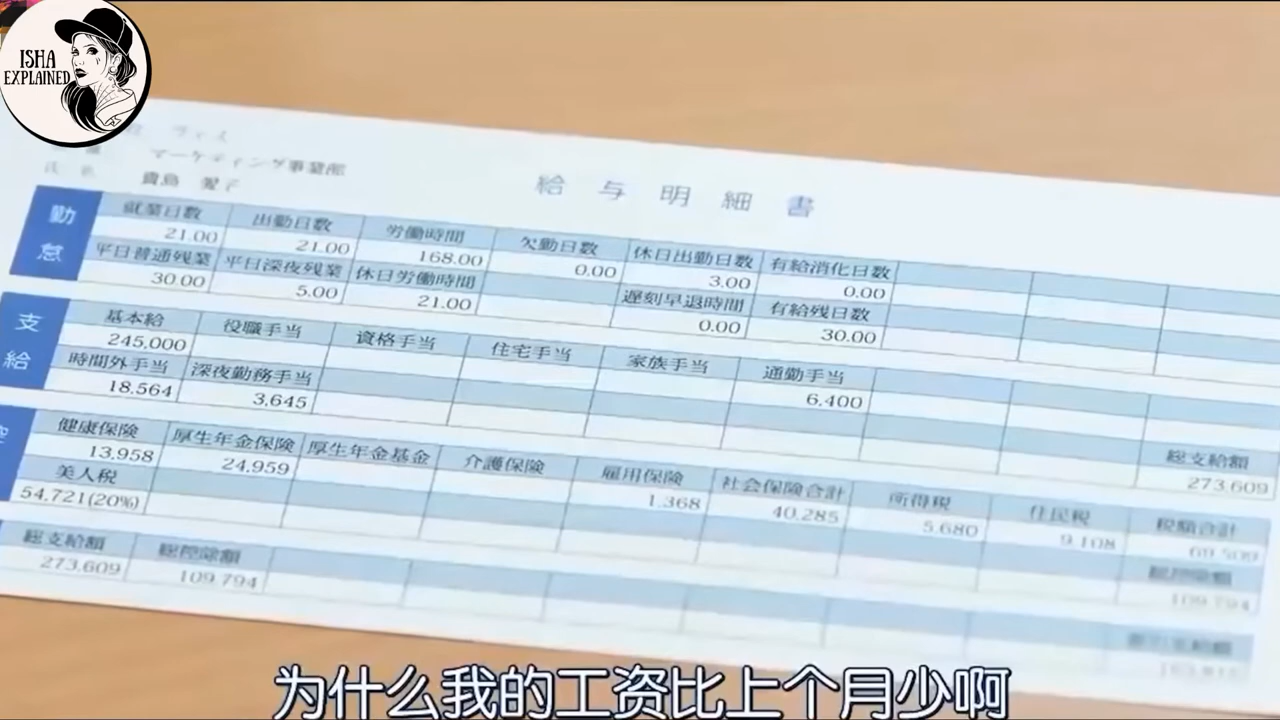 ISHA
EXPLAINED
マーケティング事業部
貴島 愛子
給与明細書
勤怠
就業日数 出勤日数 労働時間 欠勤日数 休日出勤日数 有給消化日数
21.00 21.00 168.00 0.00 3.00 0.00
平日普通残業 平日深夜残業 休日労働時間 遅刻早退時間 有給残日数
30.00 5.00 21.00 0.00 30.00
支給
基本給 役職手当 資格手当 住宅手当 家族手当 通勤手当
245,000 6,400
時間外手当 深夜勤務手当 総支給額
18,564 3,645 273,609
健康保険 厚生年金保険 厚生年金基金 介護保険 雇用保険 社会保険合計 所得税 住民税 税額合計
13,958 24,959 1,368 40,285 5,680 9,108 69,509
美人税 総控除額
54,721(20%) 109,794
総支給額 総控除額
273,609 109,794
为什么我的工资比上个月少啊